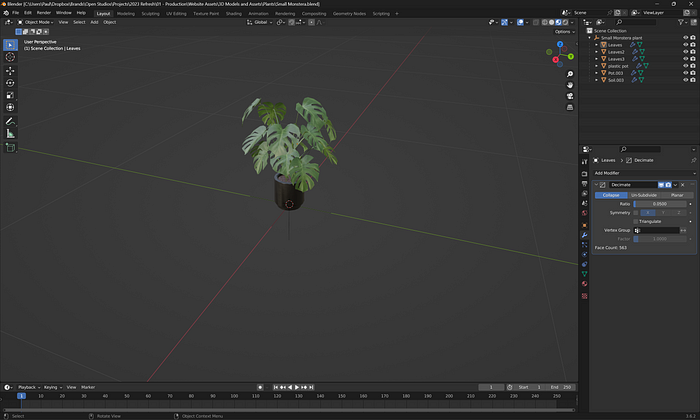 Blender [C:\Users\Paul\Dropbox\Brands\Open Studios\Projects\2023 Refresh\01 - Production\Website Assets\3D Models and Assets\Plants\Small Monstera.blend]
File Edit Render Window Help Layout Modeling Sculpting UV Editing Texture Paint Shading Animation Rendering Compositing Geometry Nodes Scripting
Scene ViewLayer
Object Mode View Select Add Object Global
Options
User Perspective
(1) Scene Collection | Leaves
Scene Collection
Small Monstera plant
Leaves
Leaves2
Leaves3
plastic pot
Pot.003
Soil.003
Leaves Decimate
Add Modifier
Decimate
Collapse Un-Subdivide Planar
Ratio 0.0500
Symmetry X Y Z
Triangulate
Vertex Group
Factor 1.0000
Face Count: 563
Playback Keying View Marker 1 Start 1 End 250
1 10 20 30 40 50 60 70 80 90 100 110 120 130 140 150 160 170 180 190 200 210 220 230 240 250
Select Rotate View Object Context Menu 3.6.2